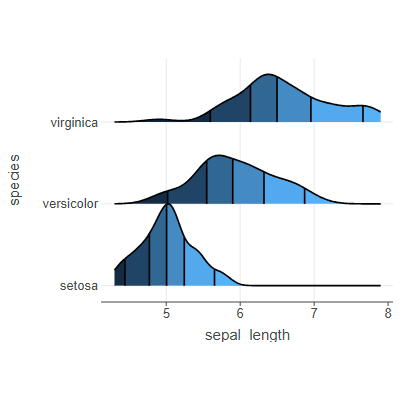 virginica
versicolor
setosa
species
5 6 7 8
sepal_length